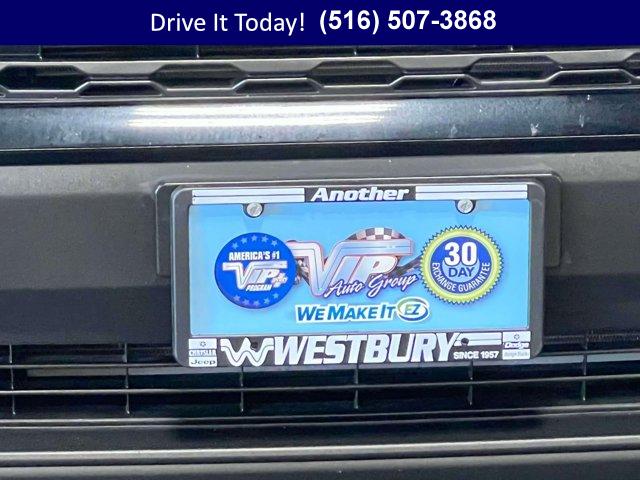 Drive It Today! (516) 507-3868
Another
AMERICA'S #1
VIP
PROGRAM
VIP
Auto Group
30
DAY
EXCHANGE GUARANTEE
WE MAKE IT EZ
CHRYSLER
Jeep
WESTBURY
SINCE 1957
Dodge